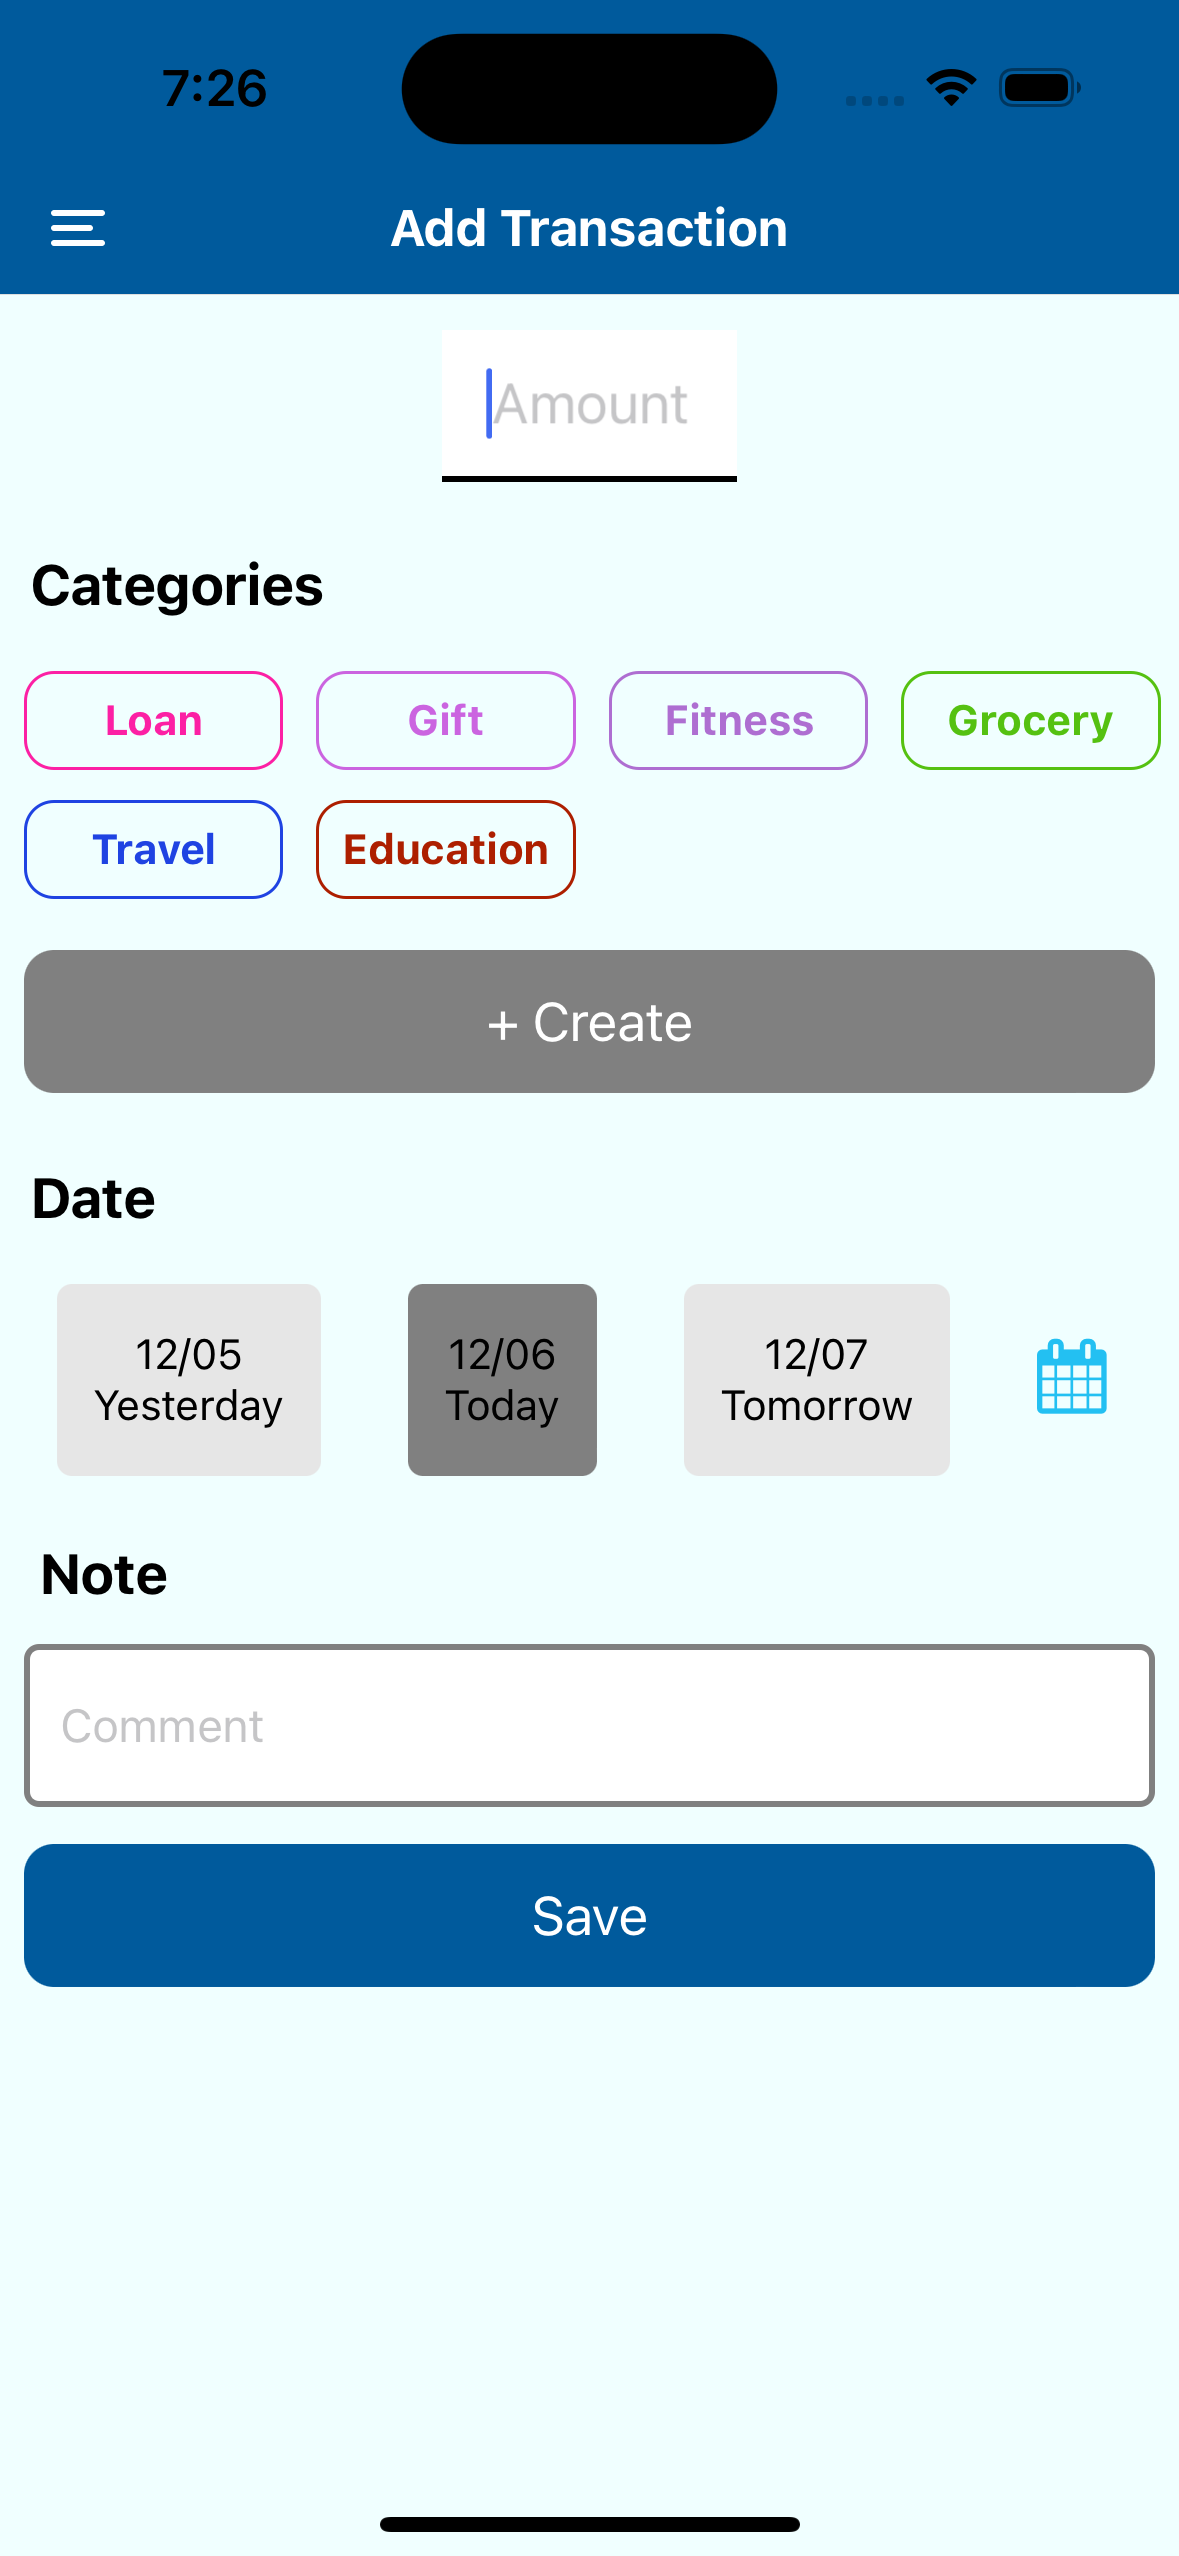 7:26
Add Transaction
Amount
Categories
Loan Gift Fitness Grocery
Travel Education
+ Create
Date
12/05 12/06 12/07
Yesterday Today Tomorrow
Note
Comment
Save